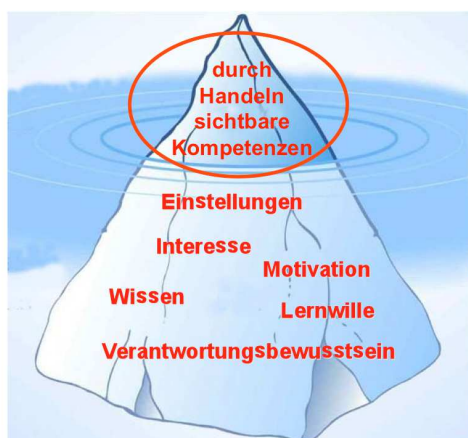 durch
Handeln
sichtbare
Kompetenzen
Einstellungen
Interesse
Motivation
Wissen
Lernwille
Verantwortungsbewusstsein